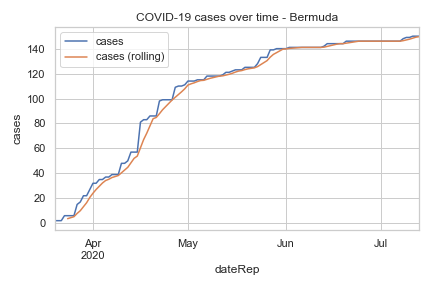 COVID-19 cases over time - Bermuda
cases
cases (rolling)
140
120
100
80
60
40
20
0
cases
Apr
2020
May
Jun
Jul
dateRep